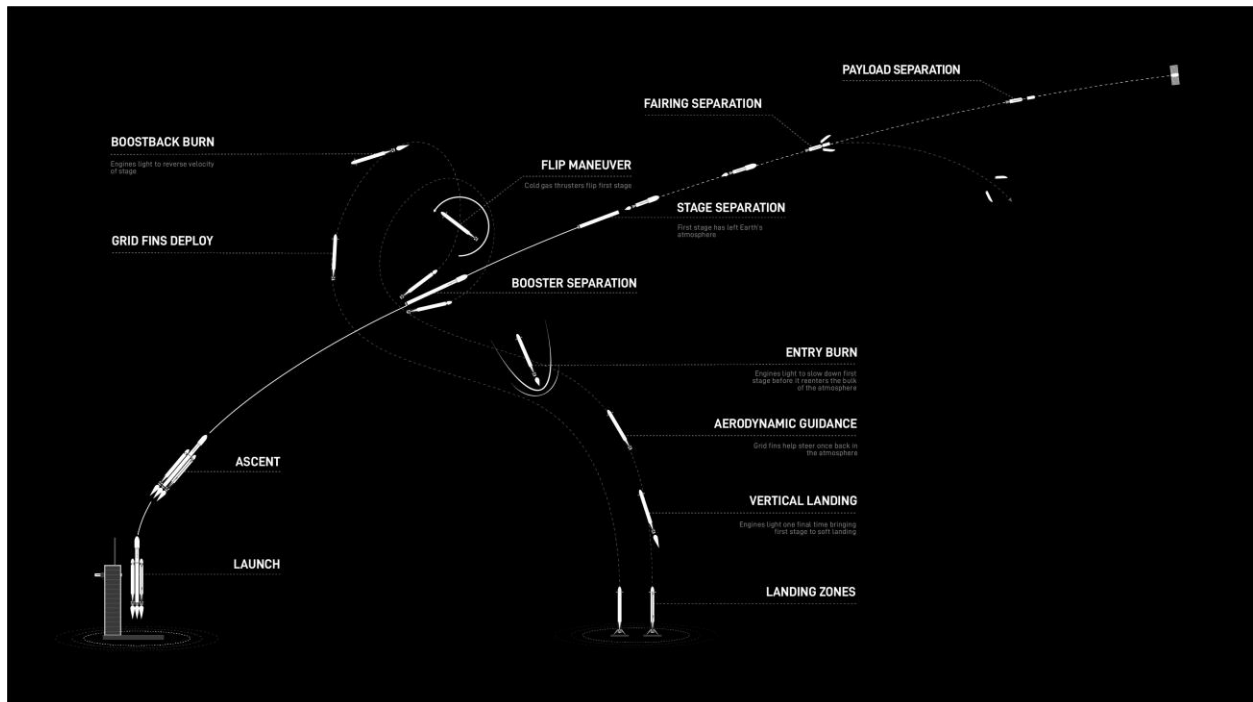 PAYLOAD SEPARATION
FAIRING SEPARATION
BOOSTBACK BURN
Engines light to reverse velocity
of stage
FLIP MANEUVER
Cold gas thrusters flip first stage
STAGE SEPARATION
First stage has left Earth's
atmosphere
GRID FINS DEPLOY
BOOSTER SEPARATION
ENTRY BURN
Engines light to slow down first
stage before it reenters the bulk
of the atmosphere
AERODYNAMIC GUIDANCE
Grid fins help steer once back in
the atmosphere
ASCENT
VERTICAL LANDING
Engines light one final time bringing
first stage to soft landing
LAUNCH
LANDING ZONES